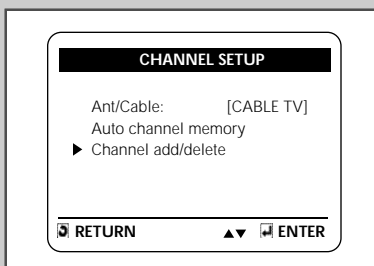 CHANNEL SETUP
Ant/Cable: [CABLE TV]
Auto channel memory
Channel add/delete
RETURN ▲▼ ENTER